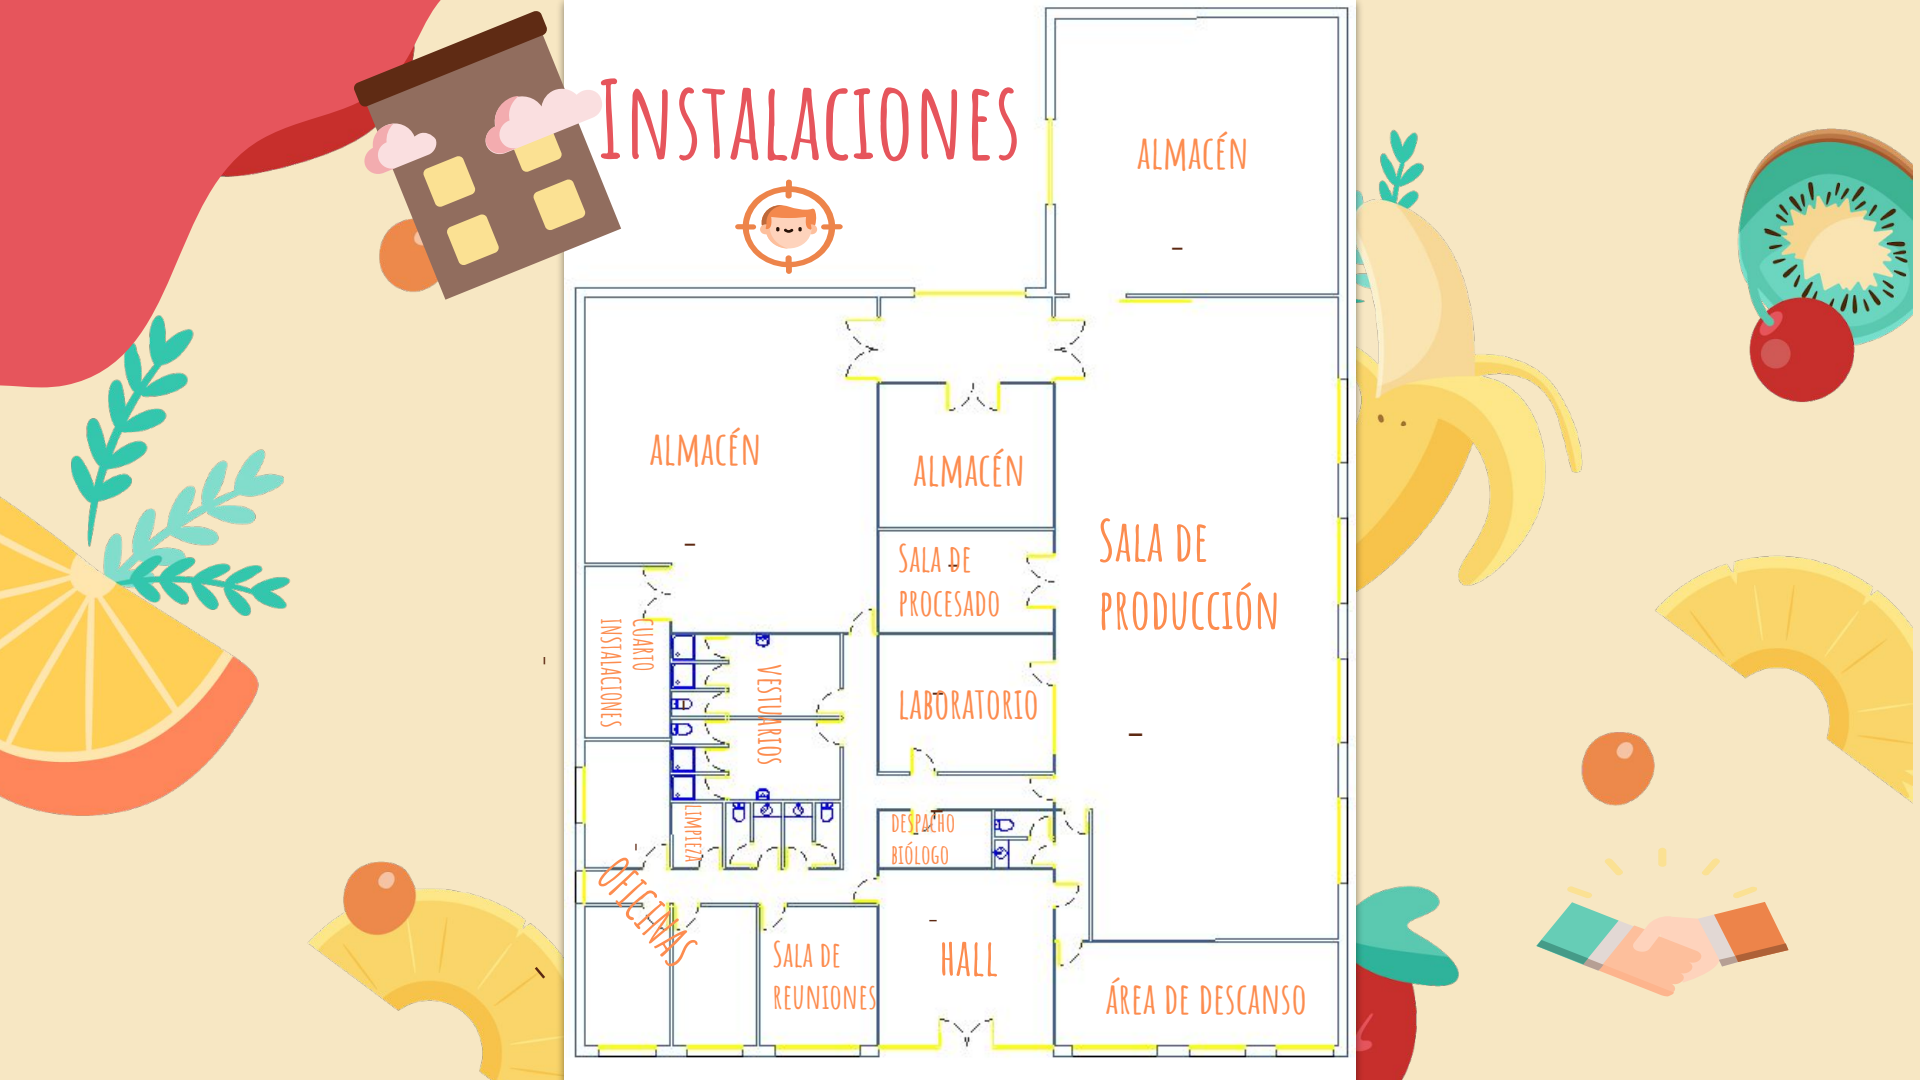 Instalaciones
almacén
almacén
almacén
Sala de
procesado
Sala de
producción
Cuarto
instalaciones
Vestuarios
laboratorio
limpieza
despacho
biólogo
Oficinas
Sala de
reuniones
Hall
área de descanso